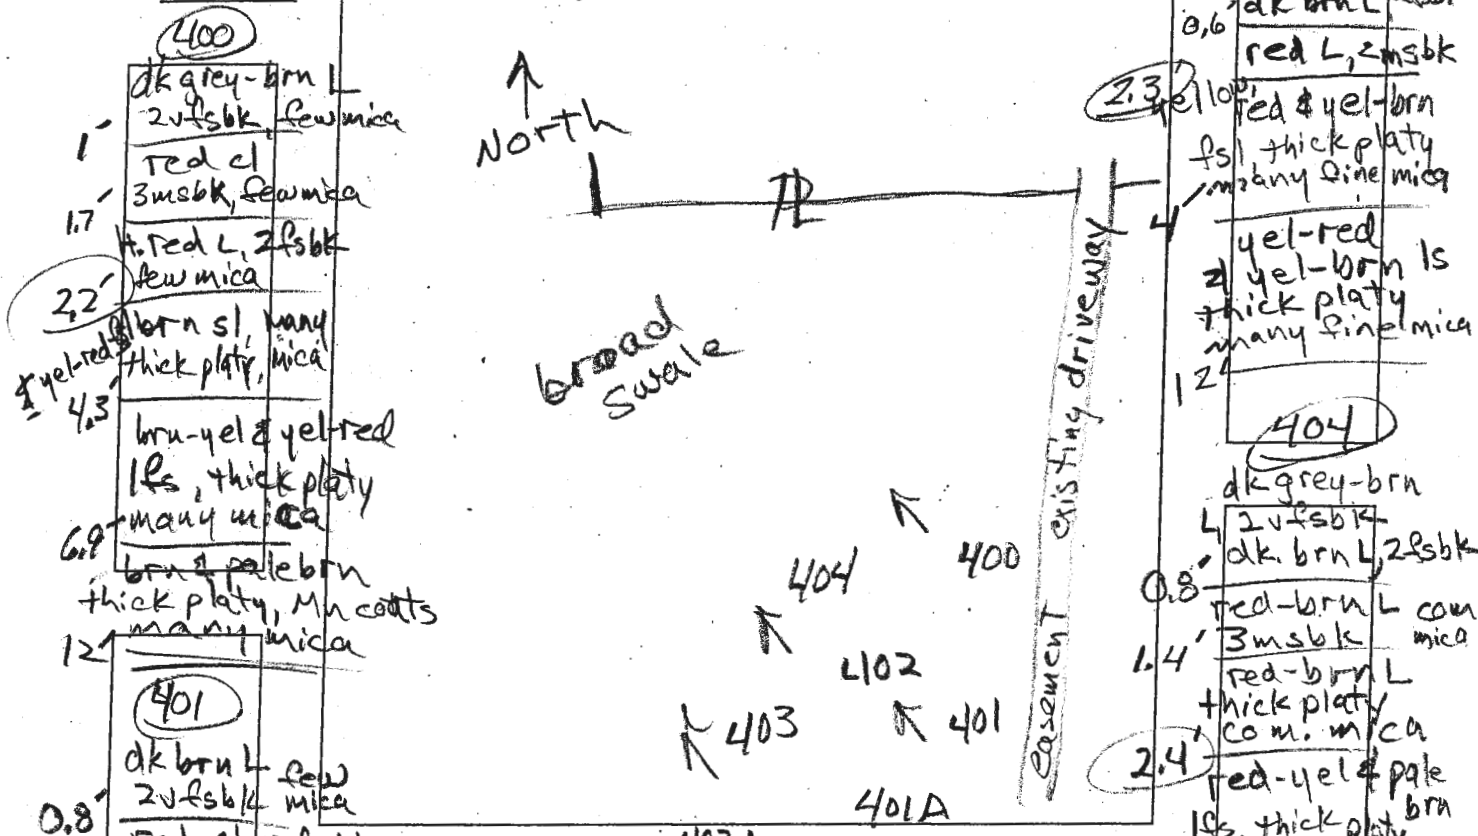 400
dk grey-brn L
2vfsbk, few mica
1'
red cl
3msbk, few mica
1.7'
lt. red L, 2fsbk
few mica
2.2'
brn sl, many
& yel-red fsl
thick platy, mica
4.3'
brn-yel & yel-red
lfs, thick platy
many mica
6.9'
brn & pale brn
thick platy, Mn coats
many mica
12'
401
dk brn L few
2vfsbk mica
0.8'
North
PL
broad
swale
existing driveway
easement
400
404
402
403
401
401A
dk brn L,
0.6'
red L, 2msbk
2.3'
yellow,
red & yel-brn
fsl thick platy
many fine mica
4'
yel-red
& yel-brn ls
thick platy
many fine mica
12'
404
dk grey-brn
L 2vfsbk
dk. brn L, 2fsbk
0.8'
red-brn L com
3msbk mica
1.4'
red-brn L
thick platy
com. mica
2.4'
red-yel & pale
brn
lfs, thick platy